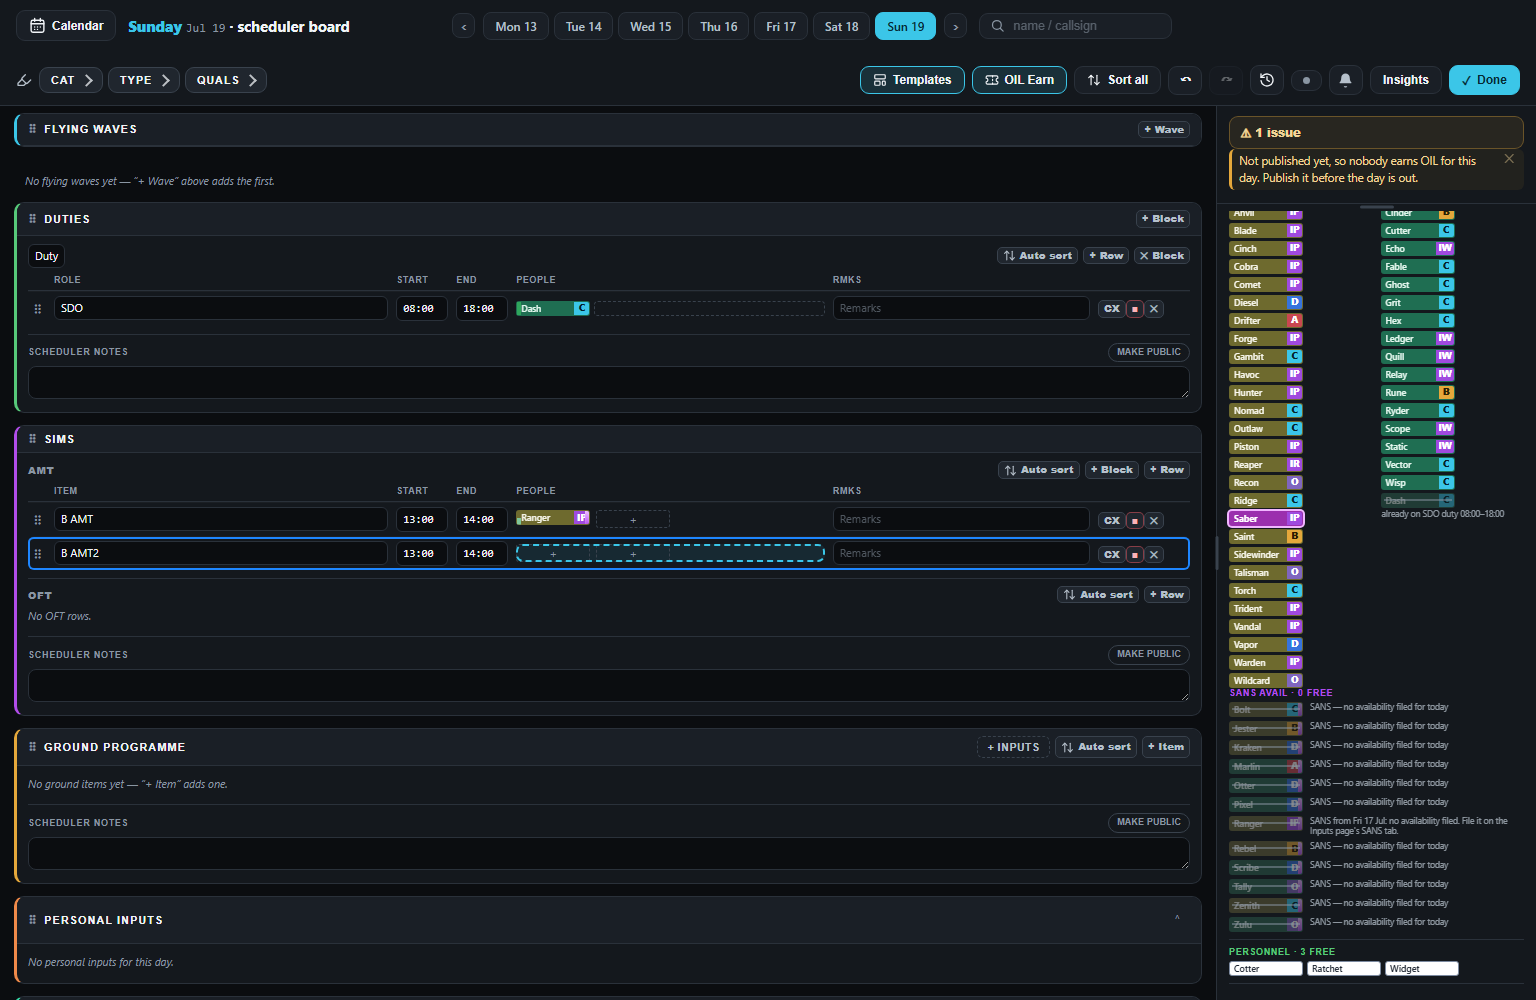 Calendar
Sunday Jul 19 · scheduler board
‹ Mon 13 Tue 14 Wed 15 Thu 16 Fri 17 Sat 18 Sun 19 ›
name / callsign
CAT TYPE QUALS
Templates OIL Earn Sort all Insights ✓ Done
FLYING WAVES
+ Wave
No flying waves yet — "+ Wave" above adds the first.
DUTIES
+ Block
Duty
Auto sort + Row × Block
ROLE START END PEOPLE RMKS
SDO 08:00 18:00 Dash C Remarks CX ×
SCHEDULER NOTES
MAKE PUBLIC
SIMS
AMT
Auto sort + Block + Row
ITEM START END PEOPLE RMKS
B AMT 13:00 14:00 Ranger IP + Remarks CX ×
B AMT2 13:00 14:00 + + Remarks CX ×
OFT
Auto sort + Row
No OFT rows.
SCHEDULER NOTES
MAKE PUBLIC
GROUND PROGRAMME
+ INPUTS Auto sort + Item
No ground items yet — "+ Item" adds one.
SCHEDULER NOTES
MAKE PUBLIC
PERSONAL INPUTS
No personal inputs for this day.
⚠ 1 issue
Not published yet, so nobody earns OIL for this
day. Publish it before the day is out.
Anvil IP
Blade IP
Cinch IP
Cobra IP
Comet IP
Diesel D
Drifter A
Forge IP
Gambit C
Havoc IP
Hunter IP
Nomad C
Outlaw C
Piston IP
Reaper IR
Recon O
Ridge C
Saber IP
Saint B
Sidewinder IP
Talisman O
Torch C
Trident IP
Vandal IP
Vapor D
Warden IP
Wildcard O
Cinder B
Cutter C
Echo IW
Fable C
Ghost C
Grit C
Hex C
Ledger IW
Quill IW
Relay IW
Rune B
Ryder C
Scope IW
Static IW
Vector C
Wisp C
Dash C
already on SDO duty 08:00–18:00
SANS AVAIL · 0 FREE
Bolt C SANS — no availability filed for today
Jester B SANS — no availability filed for today
Kraken D SANS — no availability filed for today
Marlin A SANS — no availability filed for today
Otter D SANS — no availability filed for today
Pixel D SANS — no availability filed for today
Ranger IP SANS from Fri 17 Jul: no availability filed. File it on the
Inputs page's SANS tab.
Rebel B SANS — no availability filed for today
Scribe D SANS — no availability filed for today
Tally O SANS — no availability filed for today
Zenith C SANS — no availability filed for today
Zulu O SANS — no availability filed for today
PERSONNEL · 3 FREE
Cotter Ratchet Widget